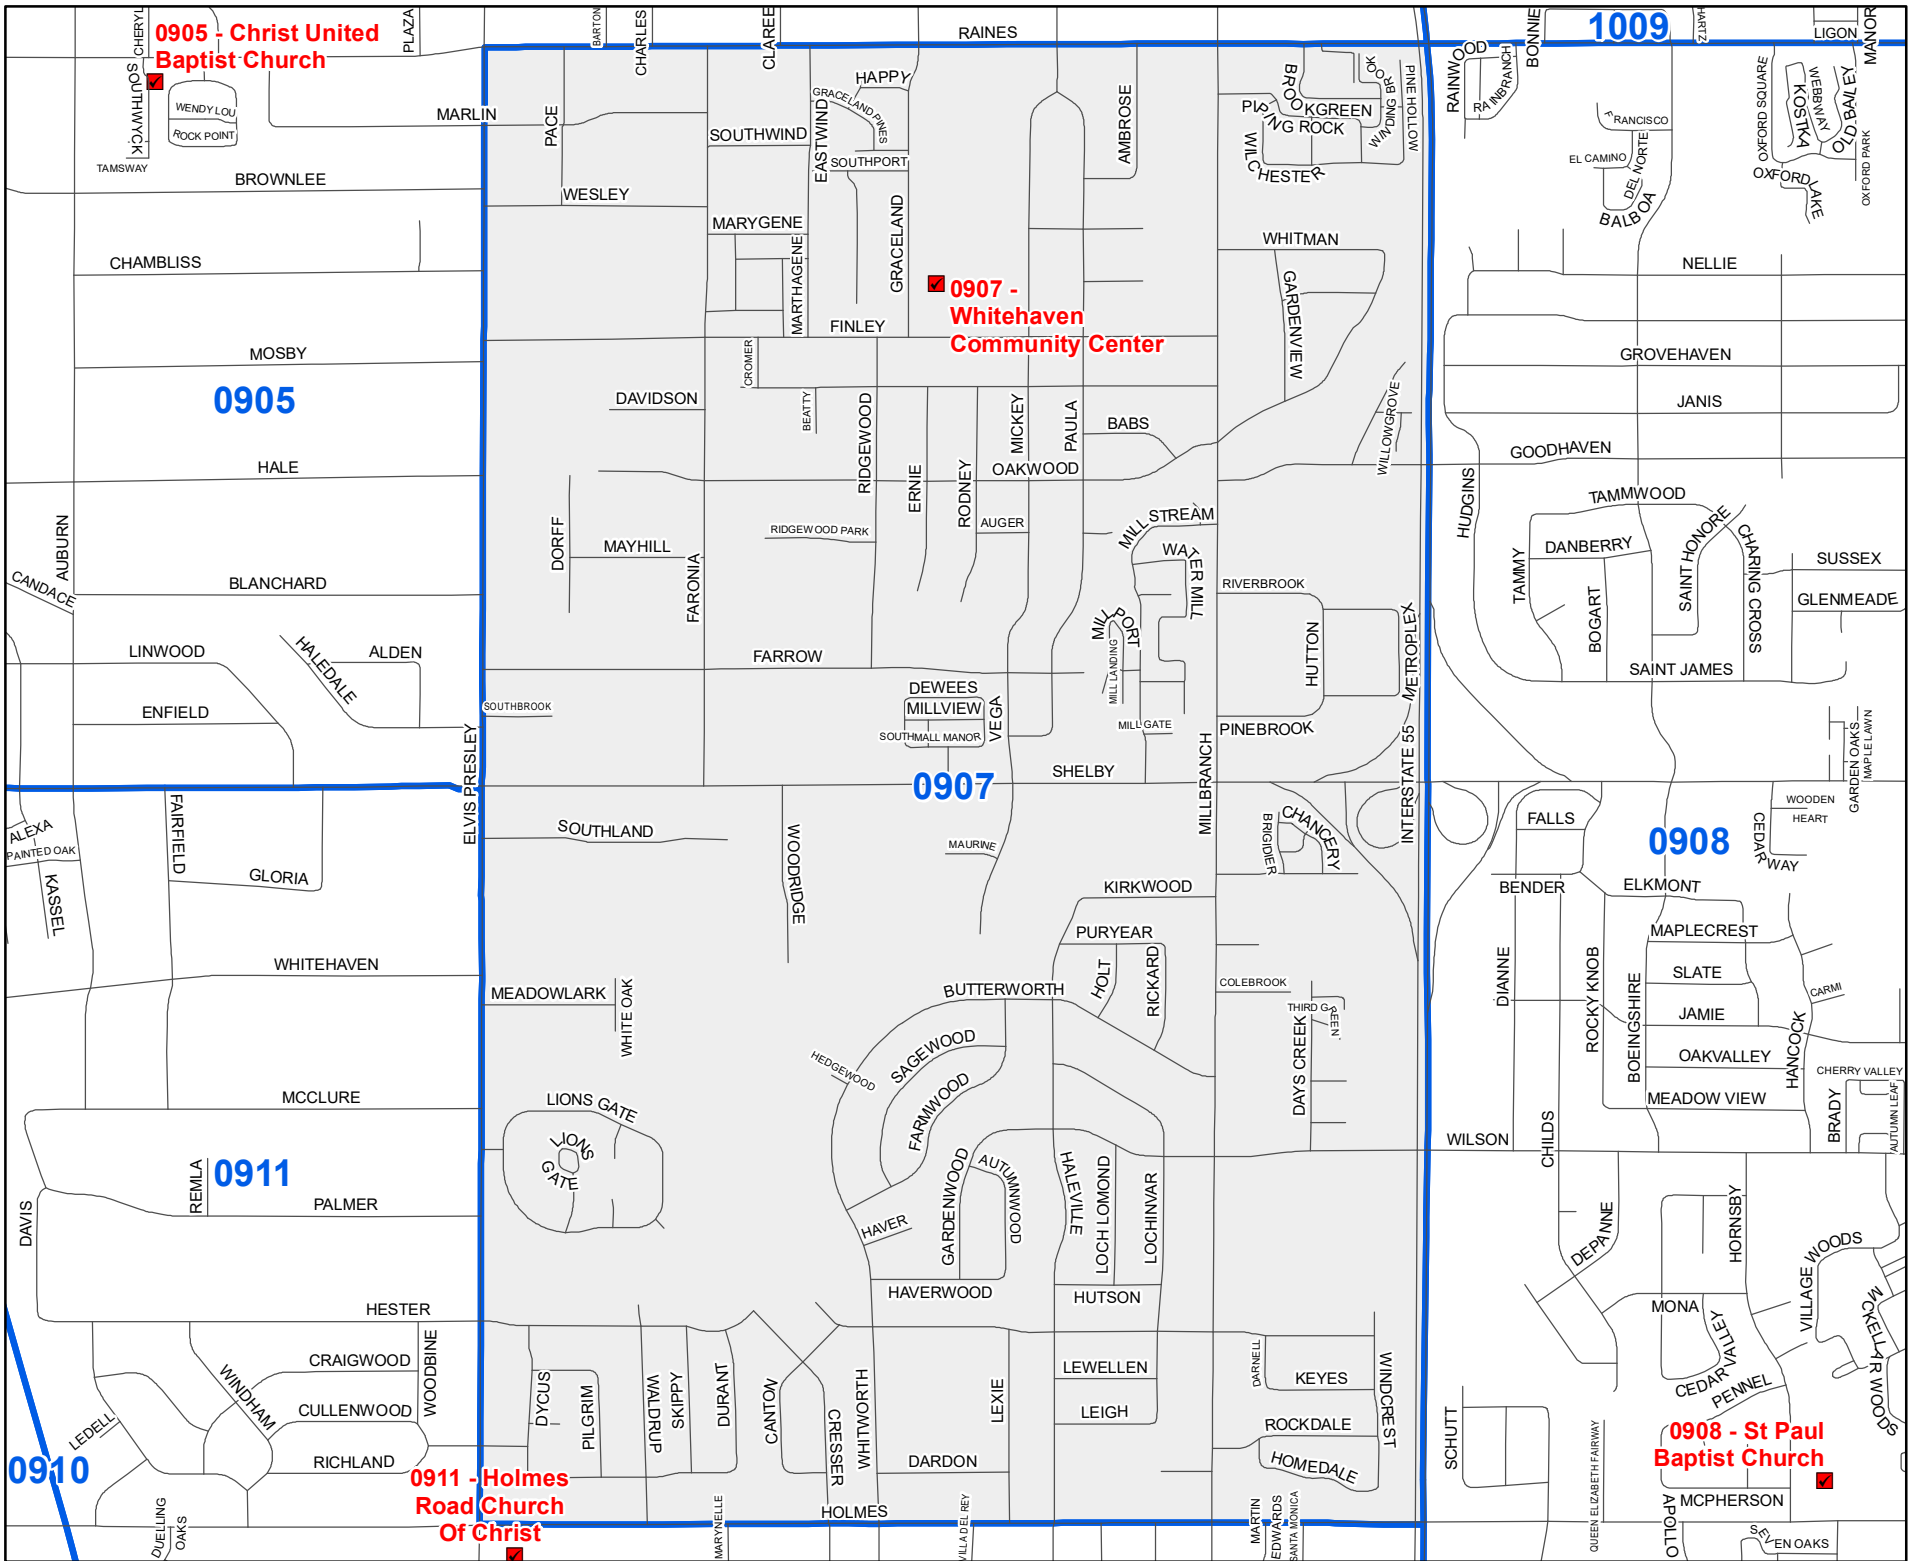 CHERYL
PLAZA
BARTON
CHARLES
CLAREE
RAINES
BONNIE
1009
HARTZ
LIGON
MANOR
0905 - Christ United
Baptist Church
SOUTHWYCK
WENDY LOU
ROCK POINT
TAMSWAY
MARLIN
PACE
HAPPY
GRACELAND PINES
SOUTHWIND
EASTWIND
SOUTHPORT
AMBROSE
BROOKGREEN
PIPING ROCK
WINDING BROOK
PINE HOLLOW
WILCHESTER
RAINWOOD
RAINBRANCH
FRANCISCO
EL CAMINO
DEL NORTE
BALBOA
OXFORD SQUARE
KOSTKA
WEBBWAY
OLD BAILEY
OXFORD LAKE
OXFORD PARK
BROWNLEE
WESLEY
MARYGENE
MARTHAGENE
GRACELAND
WHITMAN
GARDENVIEW
CHAMBLISS
NELLIE
0907 -
Whitehaven
Community Center
FINLEY
MOSBY
CROMER
GROVEHAVEN
0905
DAVIDSON
BEATTY
RIDGEWOOD
MICKEY
PAULA
BABS
WILLOWGROVE
JANIS
HALE
ERNIE
RODNEY
OAKWOOD
GOODHAVEN
HUDGINS
TAMMWOOD
AUBURN
DORFF
MAYHILL
RIDGEWOOD PARK
AUGER
MILL STREAM
WATER MILL
DANBERRY
SAINT HONORE
CHARING CROSS
SUSSEX
CANDACE
BLANCHARD
FARONIA
RIVERBROOK
TAMMY
BOGART
GLENMEADE
MILL PORT
MILL LANDING
HUTTON
METROPLEX
LINWOOD
HALEDALE
ALDEN
FARROW
SAINT JAMES
DEWEES
MILLVIEW
SOUTHMALL MANOR
VEGA
SOUTHBROOK
ENFIELD
MILL GATE
PINEBROOK
GARDEN OAKS
MAPLE LAWN
ELVIS PRESLEY
SHELBY
0907
MILLBRANCH
INTERSTATE 55
WOODEN
HEART
ALEXA
PAINTED OAK
KASSEL
FAIRFIELD
GLORIA
SOUTHLAND
WOODRIDGE
MAURINE
BRIGIDIER
CHANCERY
FALLS
0908
CEDAR WAY
KIRKWOOD
BENDER
ELKMONT
PURYEAR
HOLT
RICKARD
MAPLECREST
WHITEHAVEN
MEADOWLARK
WHITE OAK
BUTTERWORTH
COLEBROOK
THIRD GREEN
DAYS CREEK
DIANNE
ROCKY KNOB
BOEINGSHIRE
SLATE
CARMI
JAMIE
HANCOCK
HEDGEWOOD
SAGEWOOD
FARMWOOD
OAKVALLEY
CHERRY VALLEY
MCCLURE
LIONS GATE
LIONS
GATE
MEADOW VIEW
BRADY
AUTUMN LEAF
WILSON
CHILDS
0911
REMLA
PALMER
DAVIS
HAVER
GARDENWOOD
AUTUMNWOOD
HALEVILLE
LOCH LOMOND
LOCHINVAR
DEPANNE
HORNSBY
VILLAGE WOODS
HAVERWOOD
HUTSON
HESTER
MONA
MCKELLAR WOODS
CRAIGWOOD
WOODBINE
WINDHAM
CULLENWOOD
LEDELL
RICHLAND
DYCUS
PILGRIM
WALDRUP
SKIPPY
DURANT
CANTON
CRESSER
WHITWORTH
LEXIE
LEWELLEN
LEIGH
DARNELL
KEYES
WINDCREST
ROCKDALE
HOMEDALE
CEDAR VALLEY
PENNEL
SCHUTT
QUEEN ELIZABETH FAIRWAY
0908 - St Paul
Baptist Church
0910
0911 - Holmes
Road Church
Of Christ
DARDON
HOLMES
MCPHERSON
APOLLO
DUELLING
OAKS
MARYNELLE
VILLA DEL REY
MARTIN
EDWARDS
SANTA MONICA
SEVEN OAKS